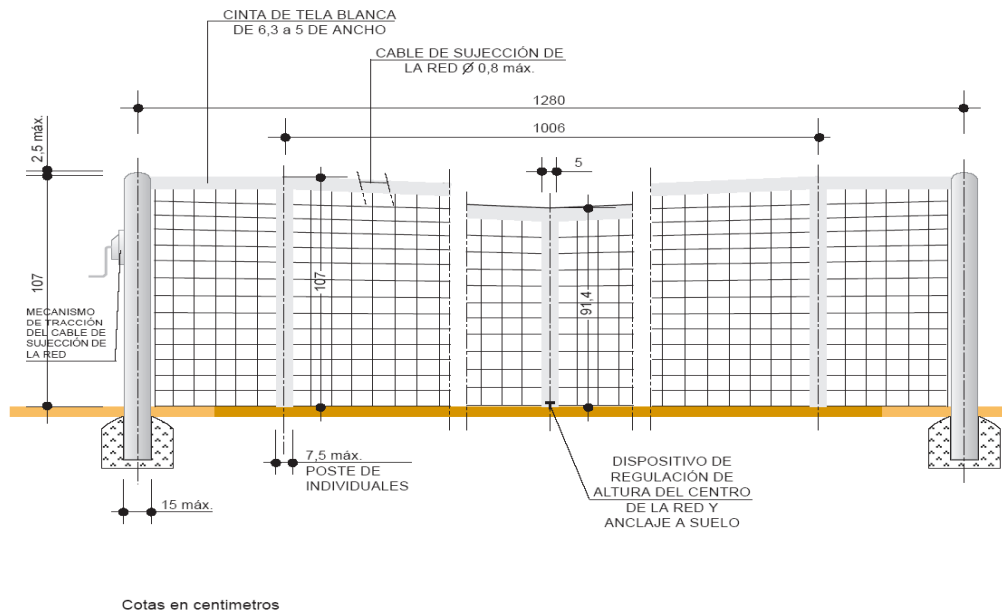 CINTA DE TELA BLANCA
DE 6,3 a 5 DE ANCHO
CABLE DE SUJECCIÓN DE
LA RED Ø 0,8 máx.
1280
1006
2,5 máx.
5
107
107
91,4
MECANISMO
DE TRACCIÓN
DEL CABLE DE
SUJECCIÓN DE
LA RED
7,5 máx.
POSTE DE
INDIVIDUALES
15 máx.
DISPOSITIVO DE
REGULACIÓN DE
ALTURA DEL CENTRO
DE LA RED Y
ANCLAJE A SUELO
Cotas en centimetros